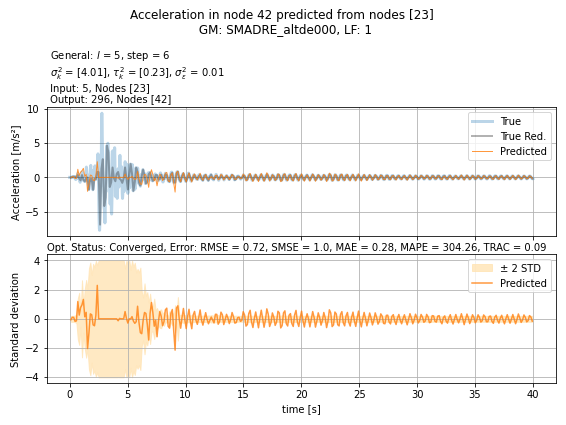 Acceleration in node 42 predicted from nodes [23]
GM: SMADRE_altde000, LF: 1
General: l = 5, step = 6
σ²ₖ = [4.01], τ²ₖ = [0.23], σ²ε = 0.01
Input: 5, Nodes [23]
Output: 296, Nodes [42]
10
5
0
−5
Acceleration [m/s²]
True
True Red.
Predicted
Opt. Status: Converged, Error: RMSE = 0.72, SMSE = 1.0, MAE = 0.28, MAPE = 304.26, TRAC = 0.09
4
2
0
−2
−4
Standard deviation
± 2 STD
Predicted
0 5 10 15 20 25 30 35 40
time [s]